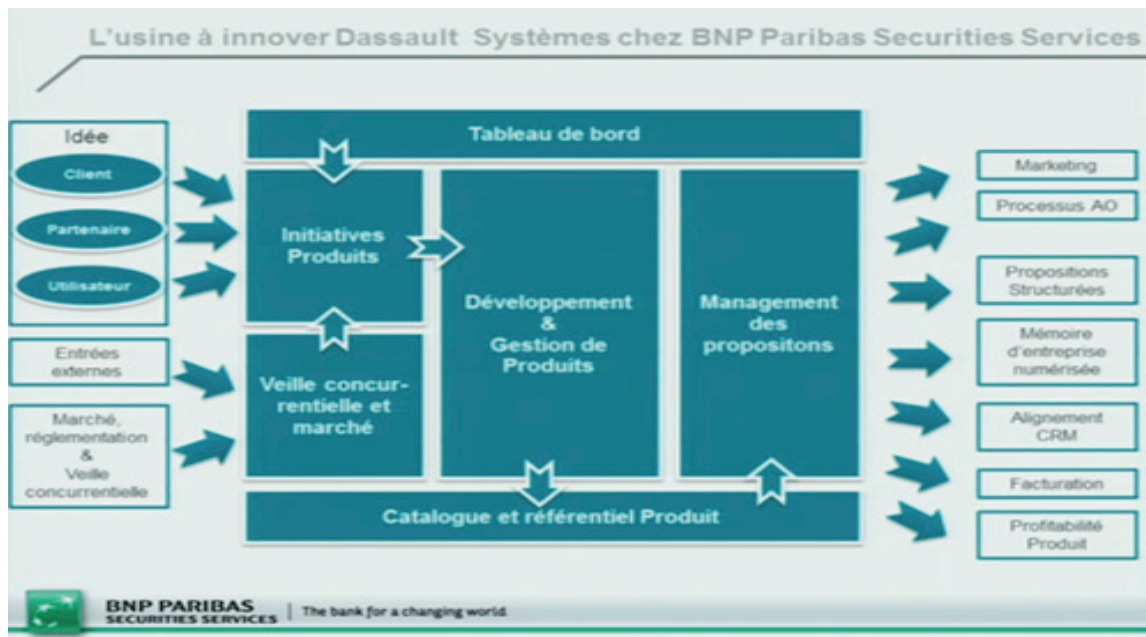 L'usine à innover Dassault Systèmes chez BNP Paribas Securities Services
Idée
Client
Partenaire
Utilisateur
Entrées
externes
Marché,
réglementation
&
Veille
concurrentielle
Tableau de bord
Initiatives
Produits
Veille concur-
rentielle et
marché
Développement
&
Gestion de
Produits
Management
des
propositons
Catalogue et référentiel Produit
Marketing
Processus AO
Propositions
Structurées
Mémoire
d'entreprise
numérisée
Alignement
CRM
Facturation
Profitabilité
Produit
BNP PARIBAS
SECURITIES SERVICES
The bank for a changing world